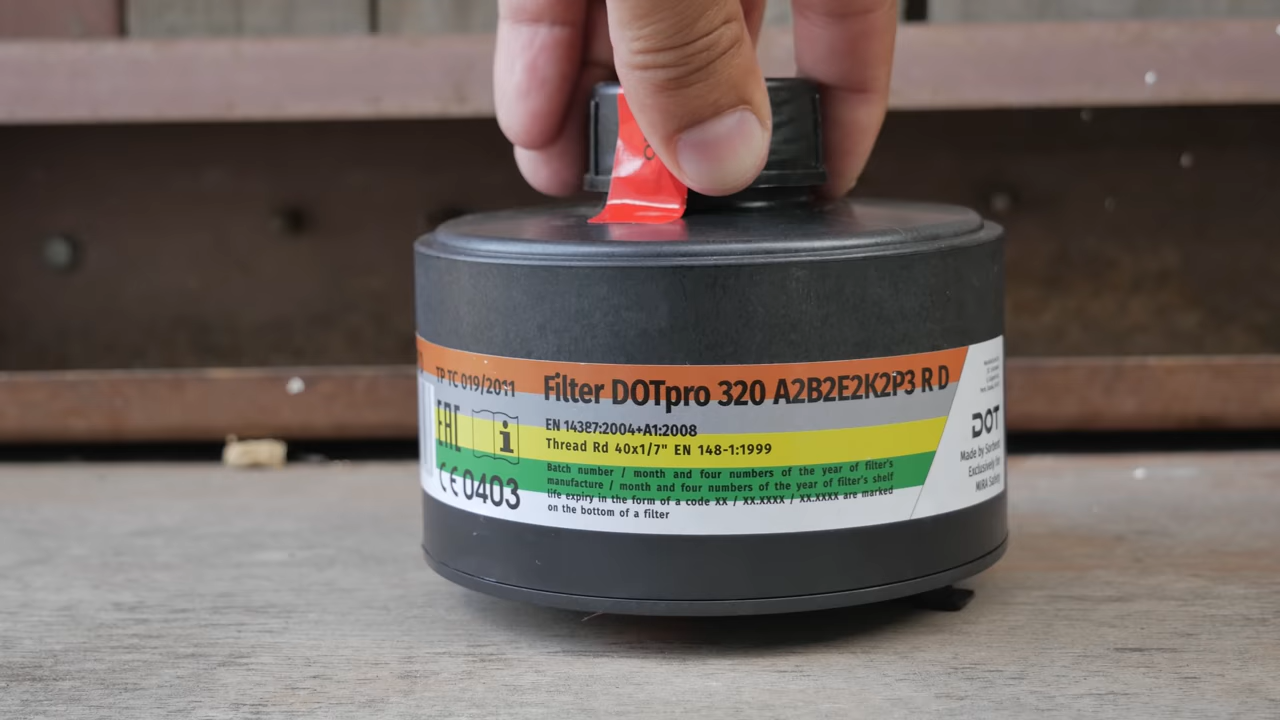 TP TC 019/2011
Filter DOTpro 320 A2B2E2K2P3 R D
EAC
i
EN 14387:2004+A1:2008
Thread Rd 40x1/7" EN 148-1:1999
CE 0403
Batch number / month and four numbers of the year of filter's
manufacture / month and four numbers of the year of filter's shelf
life expiry in the form of a code XX / XX.XXXX / XX.XXXX are marked
on the bottom of a filter
DOT
Made by Sorbent
Exclusively for
MIRA Safety